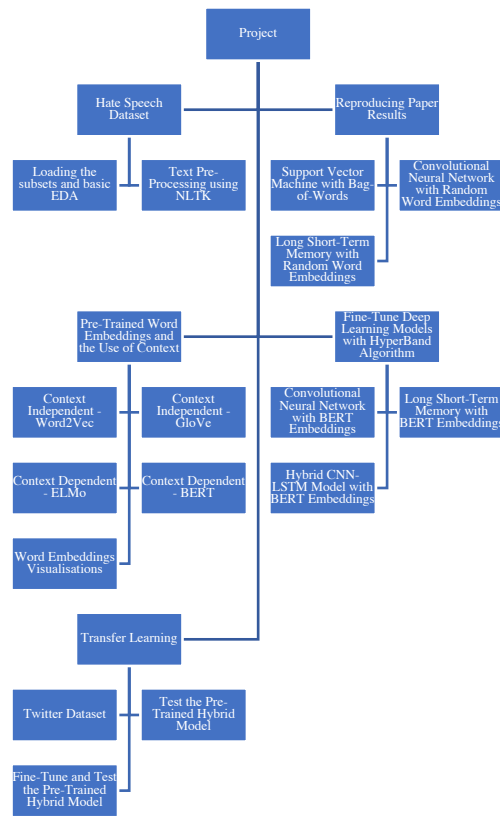 Project
Hate Speech
Dataset
Reproducing Paper
Results
Loading the
subsets and basic
EDA
Text Pre-
Processing using
NLTK
Support Vector
Machine with Bag-
of-Words
Convolutional
Neural Network
with Random
Word Embeddings
Long Short-Term
Memory with
Random Word
Embeddings
Pre-Trained Word
Embeddings and
the Use of Context
Fine-Tune Deep
Learning Models
with HyperBand
Algorithm
Context
Independent -
Word2Vec
Context
Independent -
GloVe
Convolutional
Neural Network
with BERT
Embeddings
Long Short-Term
Memory with
BERT Embeddings
Context Dependent
- ELMo
Context Dependent
- BERT
Hybrid CNN-
LSTM Model with
BERT Embeddings
Word Embeddings
Visualisations
Transfer Learning
Twitter Dataset
Test the Pre-
Trained Hybrid
Model
Fine-Tune and Test
the Pre-Trained
Hybrid Model